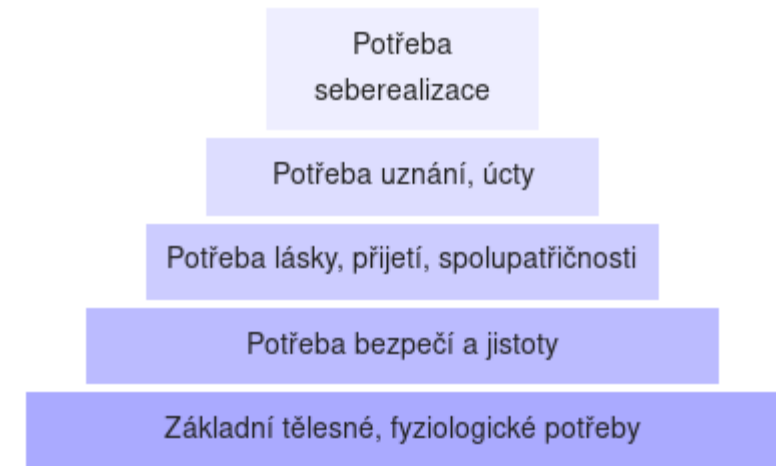 Potřeba
seberealizace
Potřeba uznání, úcty
Potřeba lásky, přijetí, spolupatřičnosti
Potřeba bezpečí a jistoty
Základní tělesné, fyziologické potřeby